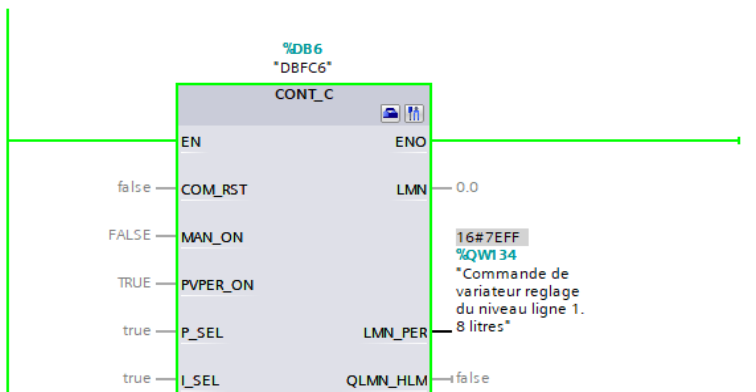 %DB6
"DBFC6"
CONT_C
EN ENO
false COM_RST LMN 0.0
FALSE MAN_ON 16#7EFF
%QW134
"Commande de
TRUE PVPER_ON variateur reglage
du niveau ligne 1.
true P_SEL LMN_PER 8 litres"
true I_SEL QLMN_HLM false